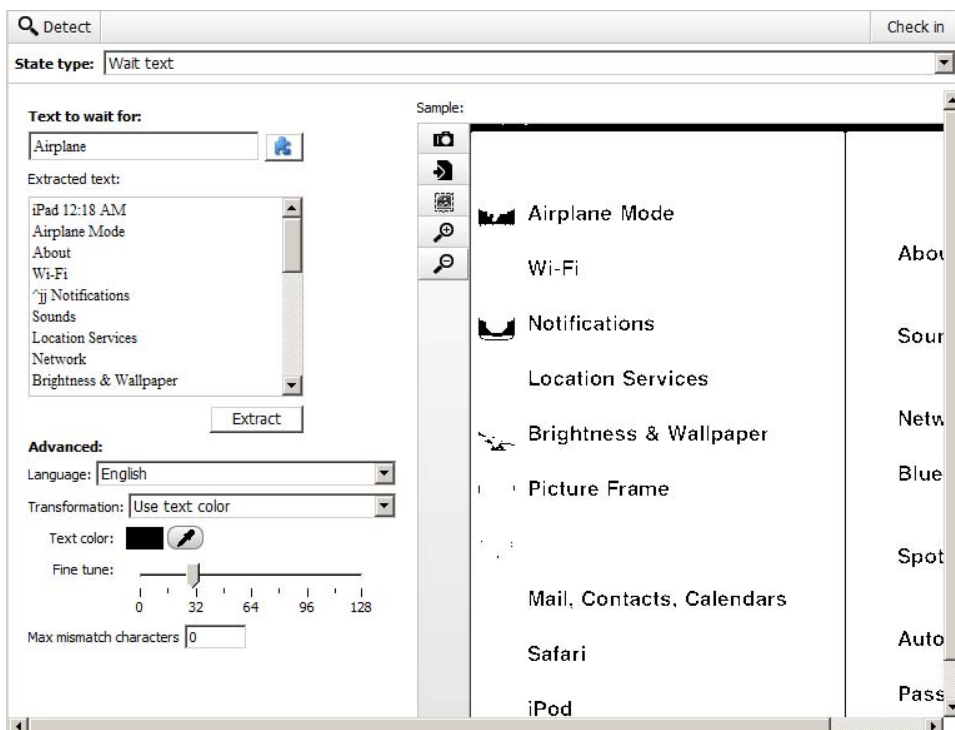 Detect
Check in
State type: Wait text
Text to wait for:
Airplane
Extracted text:
iPad 12:18 AM
Airplane Mode
About
Wi-Fi
^jj Notifications
Sounds
Location Services
Network
Brightness & Wallpaper
Extract
Advanced:
Language: English
Transformation: Use text color
Text color:
Fine tune:
0 32 64 96 128
Max mismatch characters 0
Sample:
Airplane Mode
Wi-Fi
Notifications
Location Services
Brightness & Wallpaper
Picture Frame
Mail, Contacts, Calendars
Safari
iPod
Abou
Soun
Netw
Blue
Spot
Auto
Pass